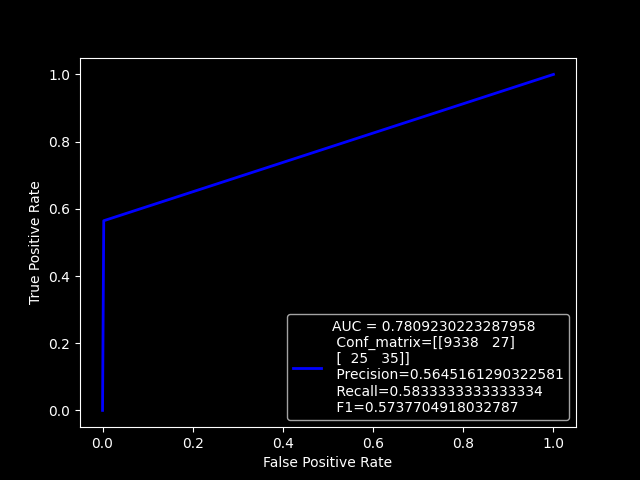 1.0
0.8
0.6
0.4
0.2
0.0
True Positive Rate
AUC = 0.7809230223287958
Conf_matrix=[[9338   27]
[  25   35]]
Precision=0.5645161290322581
Recall=0.5833333333333334
F1=0.5737704918032787
0.0 0.2 0.4 0.6 0.8 1.0
False Positive Rate